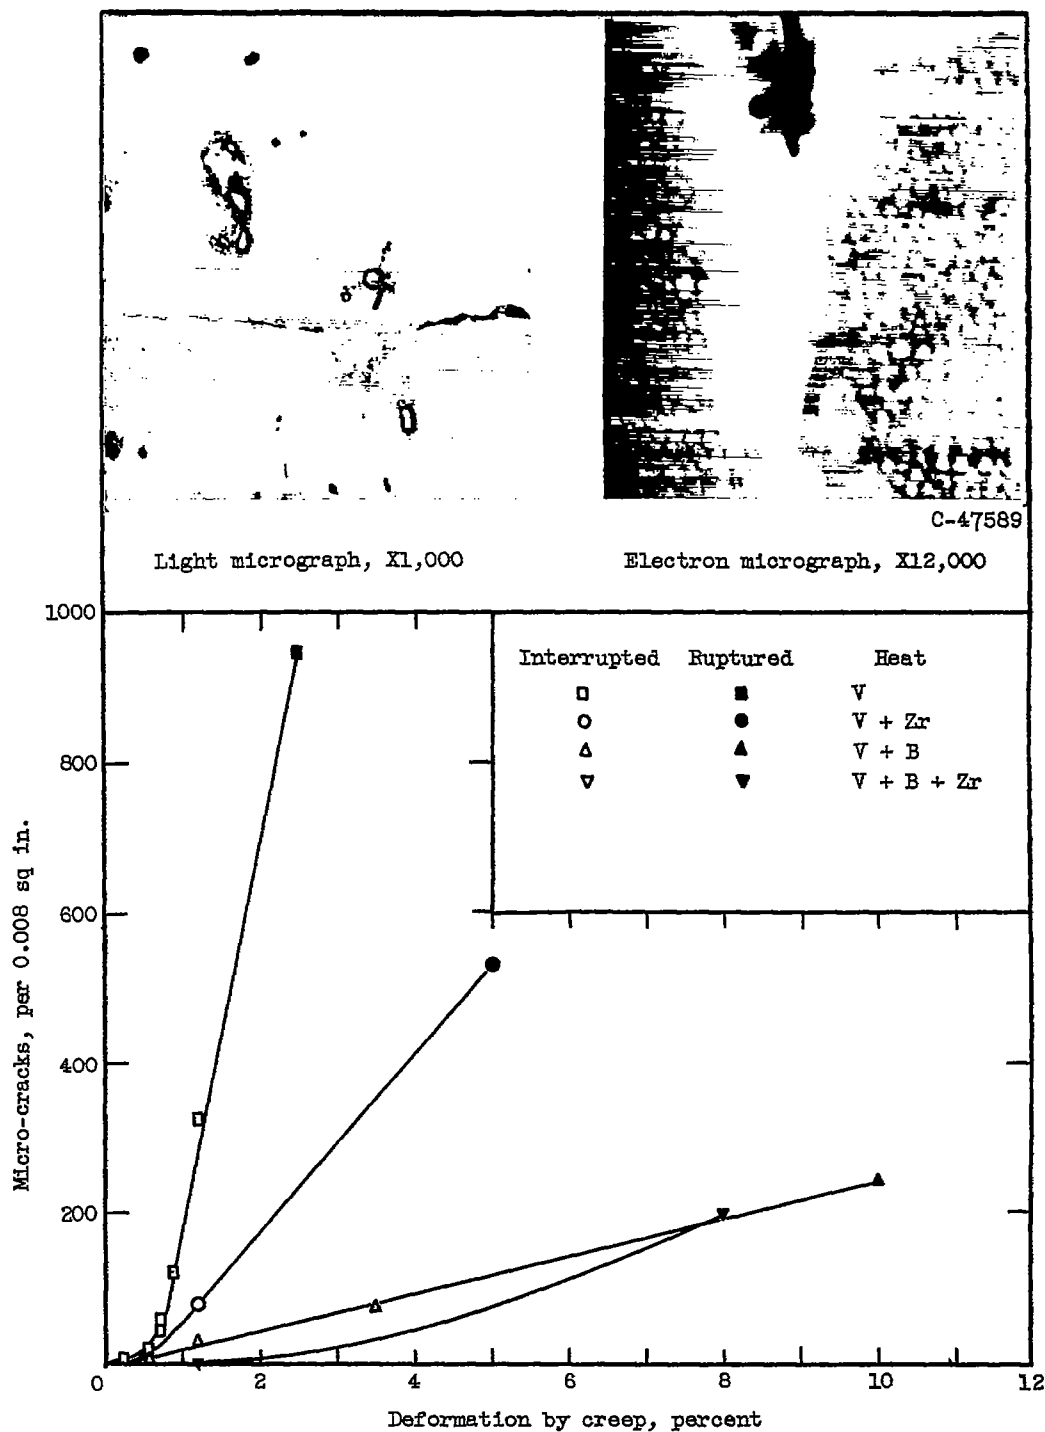 C-47589
Light micrograph, X1,000
Electron micrograph, X12,000
1000
800
600
400
200
Micro-cracks, per 0.008 sq in.
Interrupted Ruptured Heat
V
V + Zr
V + B
V + B + Zr
0 2 4 6 8 10 12
Deformation by creep, percent